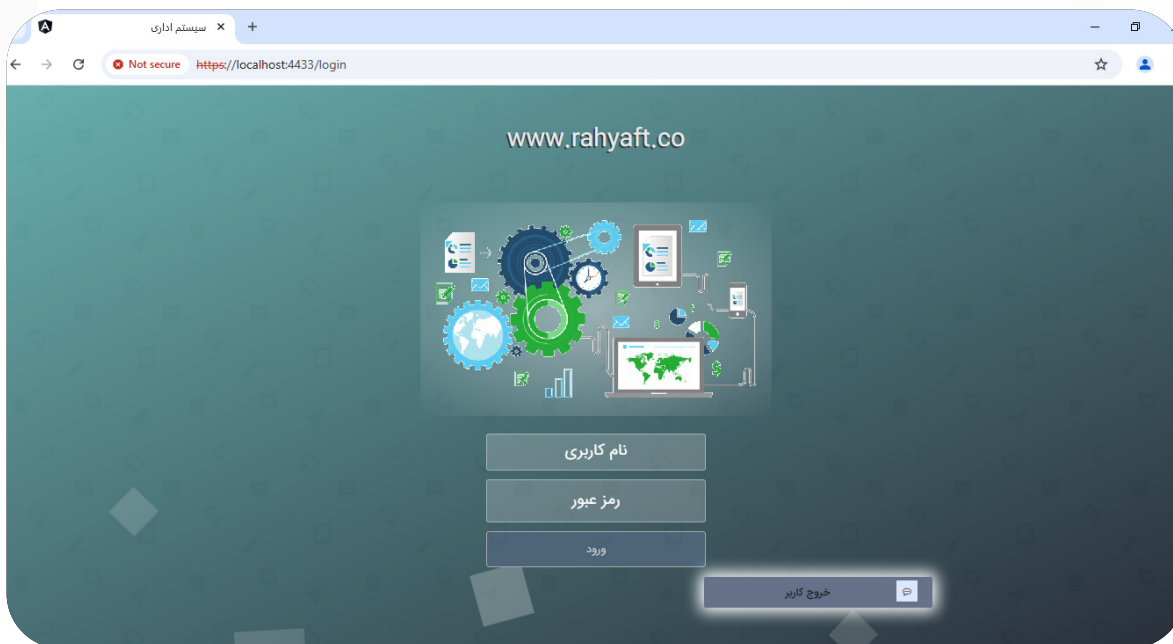 سیستم اداری
Not secure https://localhost:4433/login
www.rahyaft.co
نام کاربری
رمز عبور
ورود
خروج کاربر